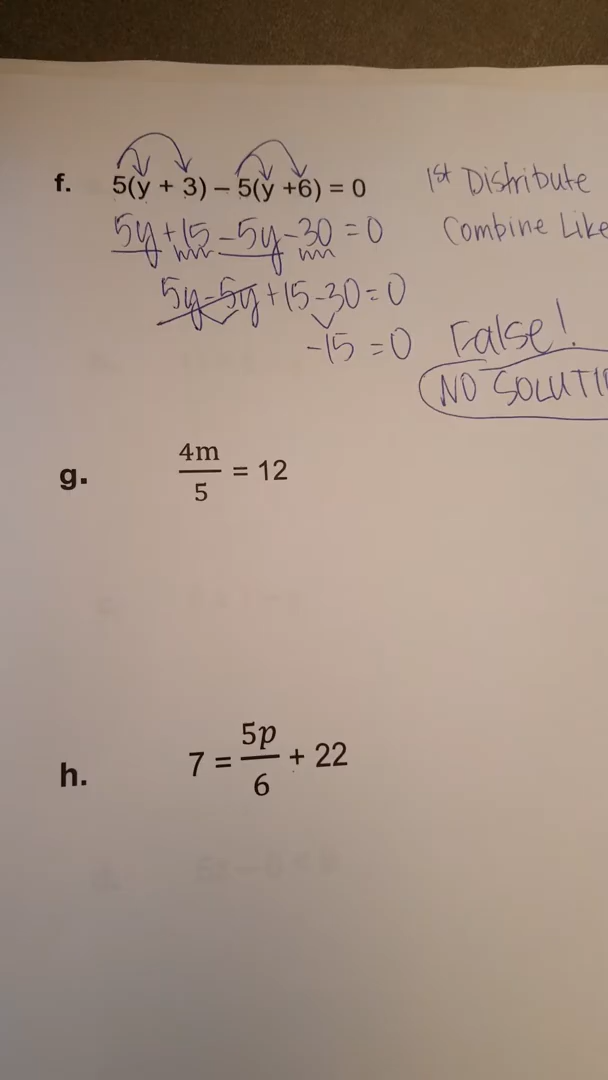 f. 5(y + 3) – 5(y +6) = 0 1st Distribute
5y+15-5y-30=0 Combine Like
5y-5y+15-30=0
-15=0 False!
NO SOLUTI
g. 4m/5 = 12
h. 7 = 5p/6 + 22